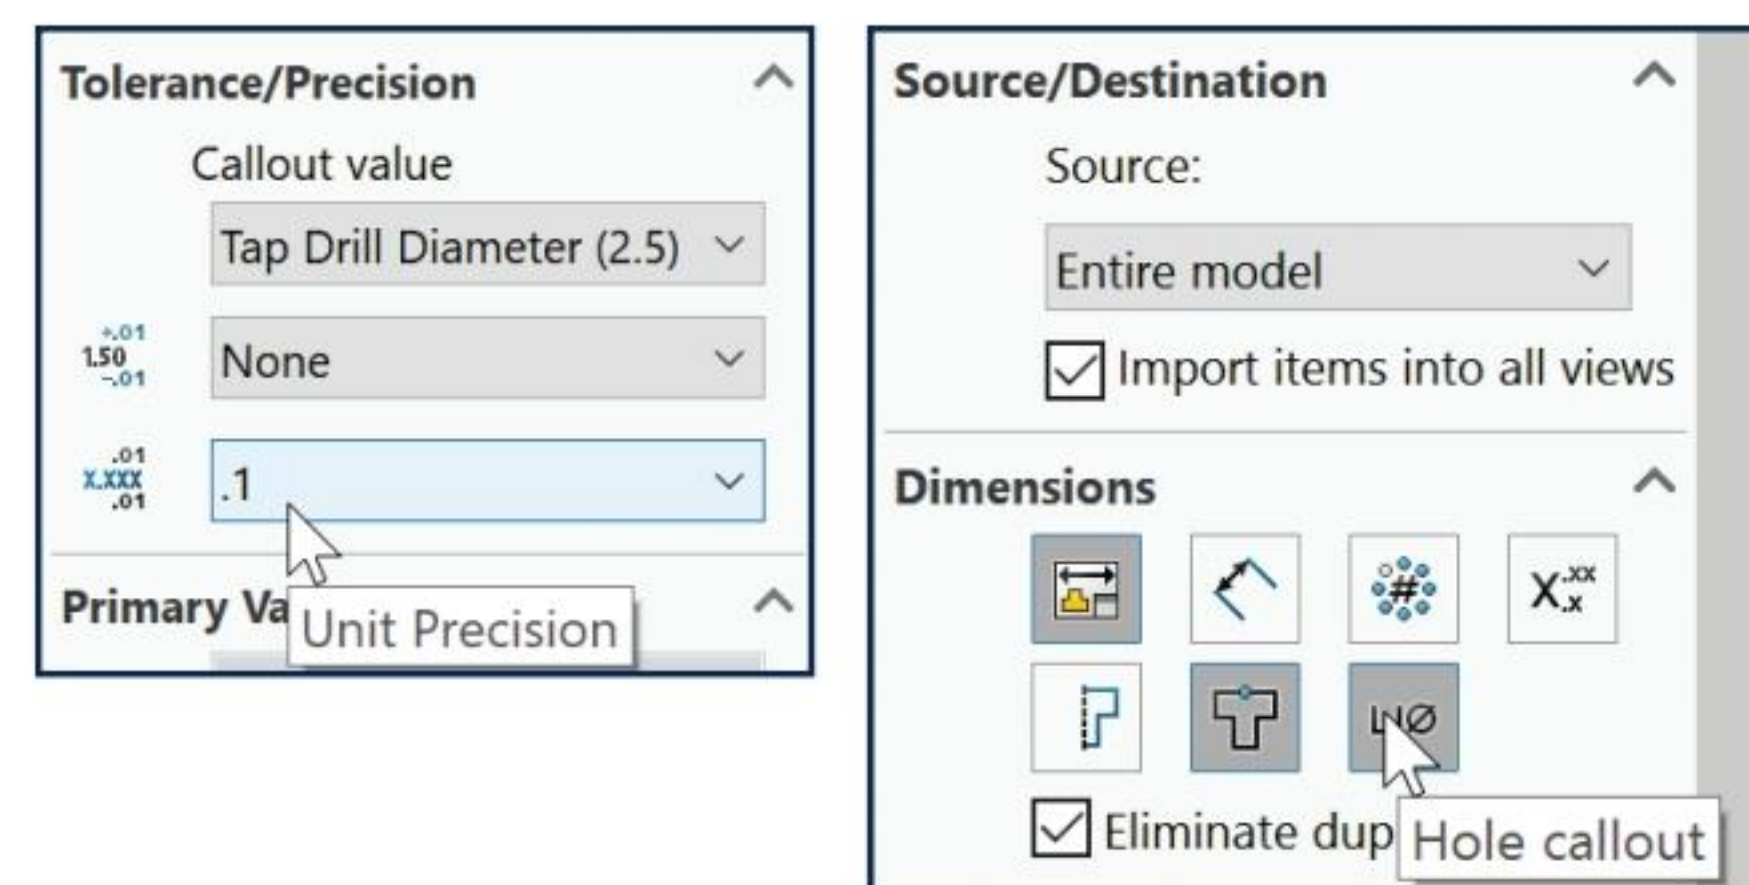 Tolerance/Precision
Callout value
Tap Drill Diameter (2.5)
+.01
1.50
-.01
None
.01
X.XXX
.01
.1
Primary Va
Unit Precision
Source/Destination
Source:
Entire model
Import items into all views
Dimensions
#
X.xx
.x
Ø
Eliminate dup
Hole callout